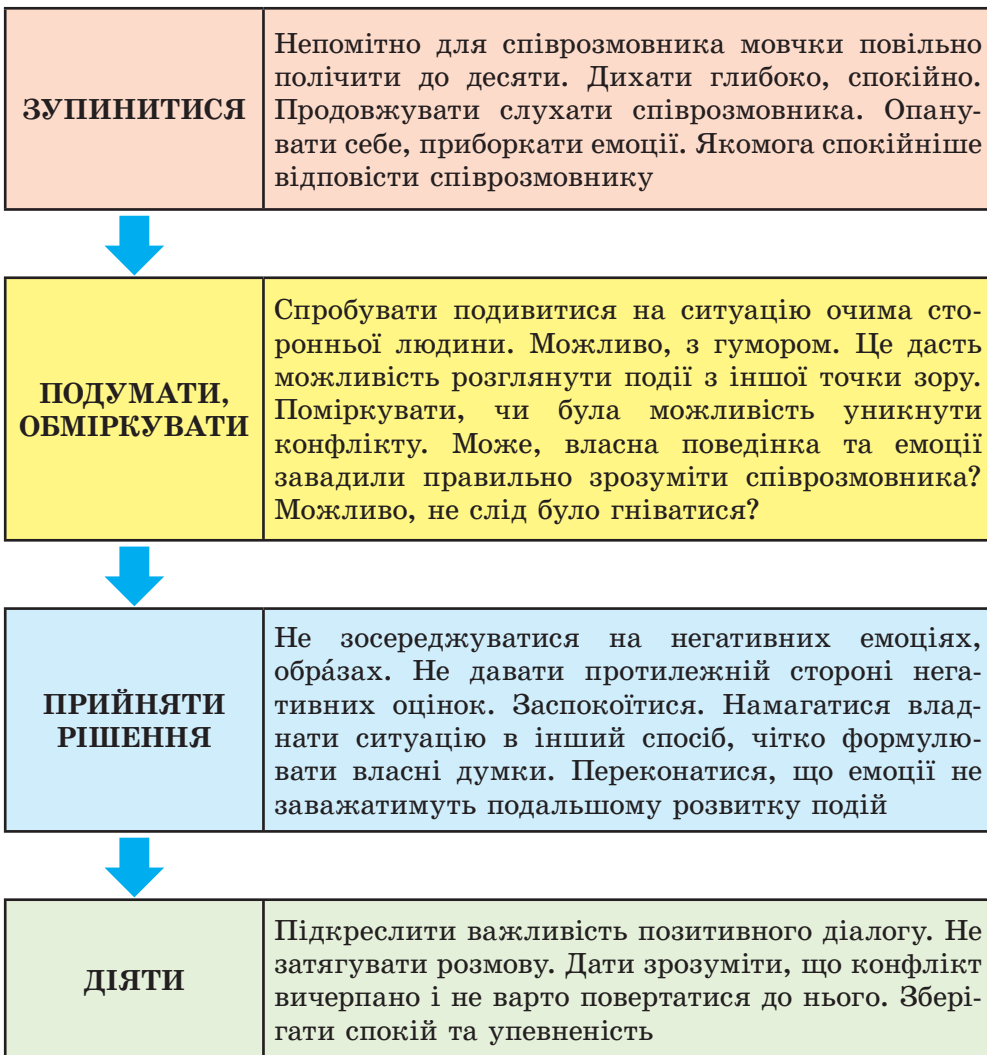 ЗУПИНИТИСЯ
Непомітно для співрозмовника мовчки повільно
полічити до десяти. Дихати глибоко, спокійно.
Продовжувати слухати співрозмовника. Опану-
вати себе, приборкати емоції. Якомога спокійніше
відповісти співрозмовнику
ПОДУМАТИ,
ОБМІРКУВАТИ
Спробувати подивитися на ситуацію очима сто-
ронньої людини. Можливо, з гумором. Це дасть
можливість розглянути події з іншої точки зору.
Поміркувати, чи була можливість уникнути
конфлікту. Може, власна поведінка та емоції
завадили правильно зрозуміти співрозмовника?
Можливо, не слід було гніватися?
ПРИЙНЯТИ
РІШЕННЯ
Не зосереджуватися на негативних емоціях,
обра́зах. Не давати протилежній стороні нега-
тивних оцінок. Заспокоїтися. Намагатися влад-
нати ситуацію в інший спосіб, чітко формулю-
вати власні думки. Переконатися, що емоції не
заважатимуть подальшому розвитку подій
ДІЯТИ
Підкреслити важливість позитивного діалогу. Не
затягувати розмову. Дати зрозуміти, що конфлікт
вичерпано і не варто повертатися до нього. Збері-
гати спокій та упевненість